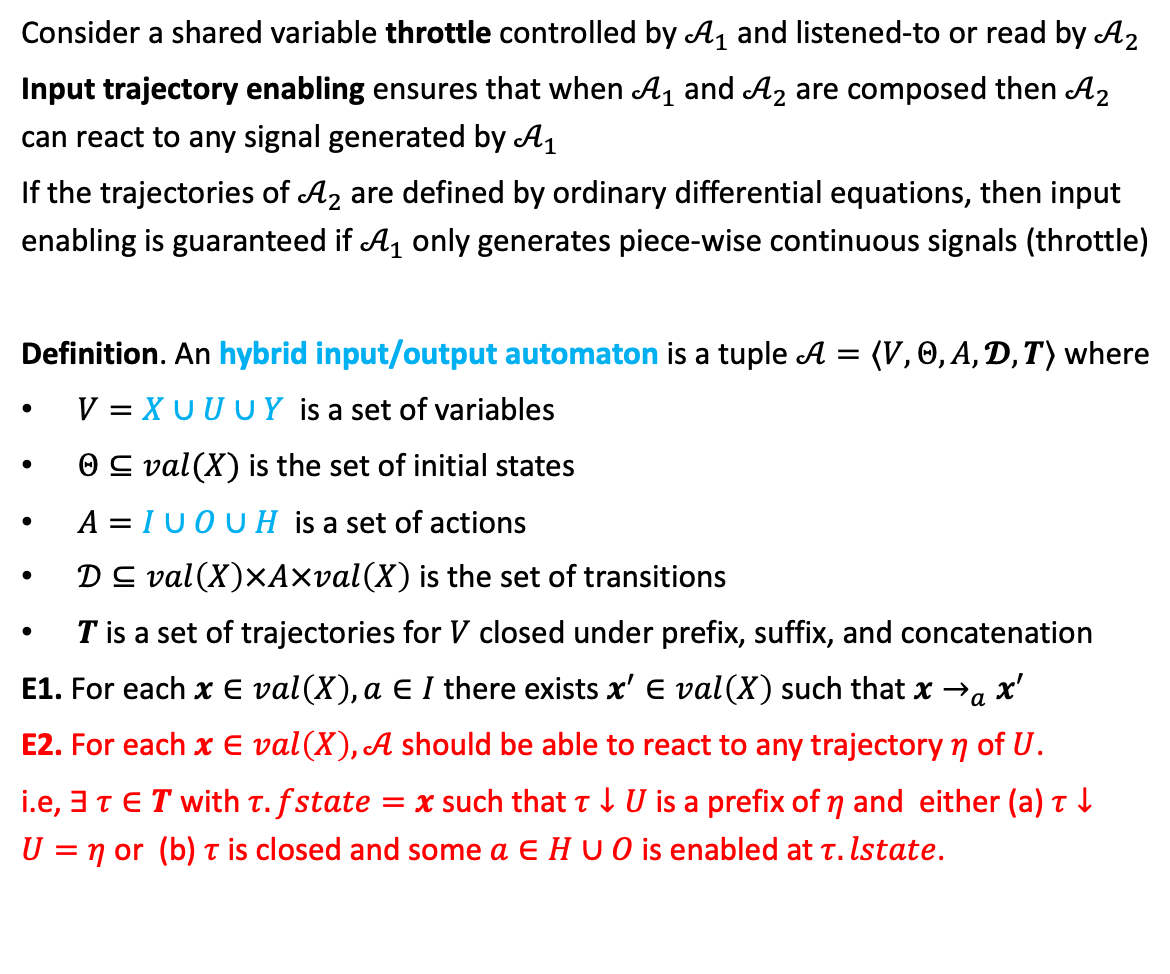 Consider a shared variable throttle controlled by 𝒜₁ and listened-to or read by 𝒜₂
Input trajectory enabling ensures that when 𝒜₁ and 𝒜₂ are composed then 𝒜₂
can react to any signal generated by 𝒜₁
If the trajectories of 𝒜₂ are defined by ordinary differential equations, then input
enabling is guaranteed if 𝒜₁ only generates piece-wise continuous signals (throttle)
Definition. An hybrid input/output automaton is a tuple 𝒜 = ⟨V, Θ, A, 𝓓, T⟩ where
• V = X ∪ U ∪ Y is a set of variables
• Θ ⊆ val(X) is the set of initial states
• A = I ∪ O ∪ H is a set of actions
• 𝒟 ⊆ val(X)×A×val(X) is the set of transitions
• T is a set of trajectories for V closed under prefix, suffix, and concatenation
E1. For each x ∈ val(X), a ∈ I there exists x′ ∈ val(X) such that x →ₐ x′
E2. For each x ∈ val(X), 𝒜 should be able to react to any trajectory η of U.
i.e, ∃ τ ∈ T with τ.fstate = x such that τ ↓ U is a prefix of η and either (a) τ ↓
U = η or (b) τ is closed and some a ∈ H ∪ O is enabled at τ.lstate.